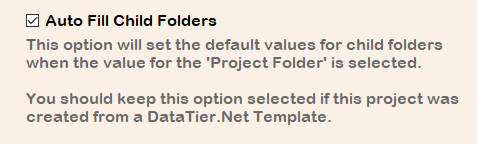 Auto Fill Child Folders
This option will set the default values for child folders
when the value for the 'Project Folder' is selected.
You should keep this option selected if this project was
created from a DataTier.Net Template.